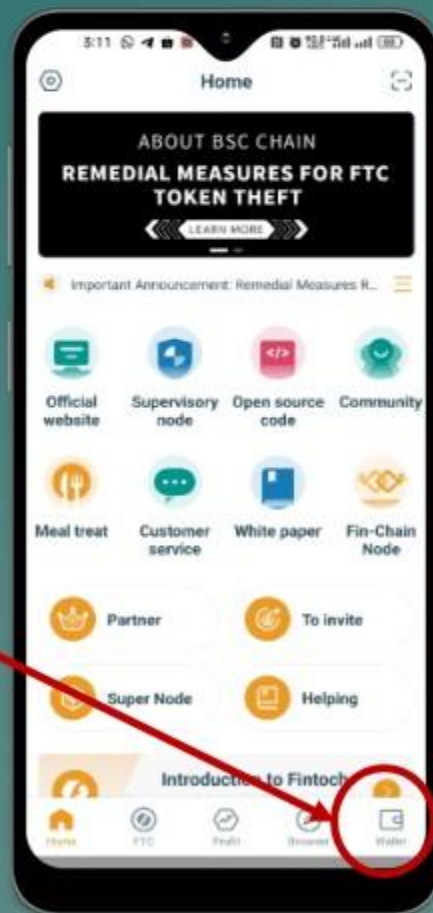 3:11
Home
ABOUT BSC CHAIN
REMEDIAL MEASURES FOR FTC
TOKEN THEFT
LEARN MORE
Important Announcement: Remedial Measures R...
Official
website
Supervisory
node
Open source
code
Community
Meal treat
Customer
service
White paper
Fin-Chain
Node
Partner
To invite
Super Node
Helping
Introduction to Fintoch
Home
FTC
Profit
Browser
Wallet